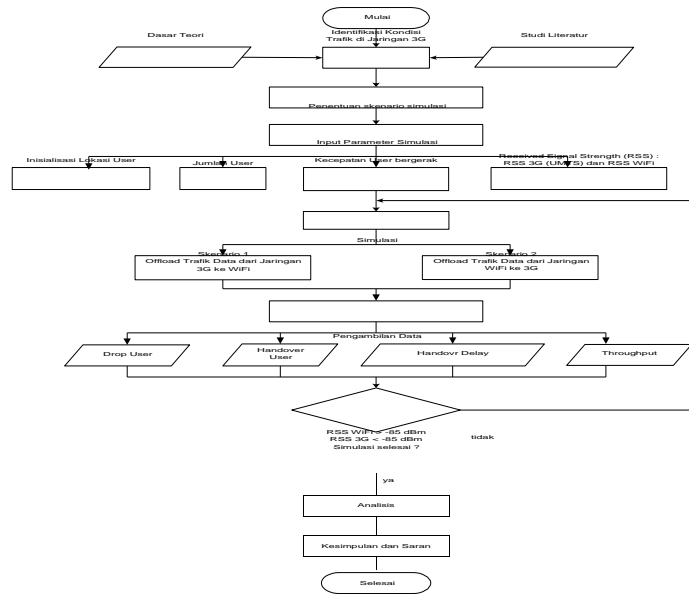 Mulai
Dasar Teori
Identifikasi Kondisi
Trafik di Jaringan 3G
Studi Literatur
Penentuan skenario simulasi
Input Parameter Simulasi
Inisialisasi Lokasi User
Jumlah User
Kecepatan User bergerak
Received Signal Strength (RSS) :
RSS 3G (UMTS) dan RSS WiFi
Simulasi
Skenario 1
Offload Trafik Data dari Jaringan
3G ke WiFi
Skenario 2
Offload Trafik Data dari Jaringan
WiFi ke 3G
Pengambilan Data
Drop User
Handover
User
Handovr Delay
Throughput
RSS WiFi > -85 dBm
RSS 3G < -85 dBm
Simulasi selesai ?
tidak
ya
Analisis
Kesimpulan dan Saran
Selesai